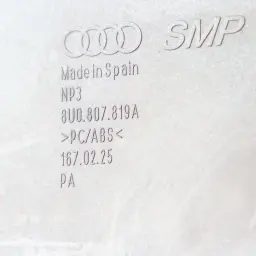 SMP
Made in Spain
NP3
8U0.807.819A
>PC/ABS<
167.02.25
PA